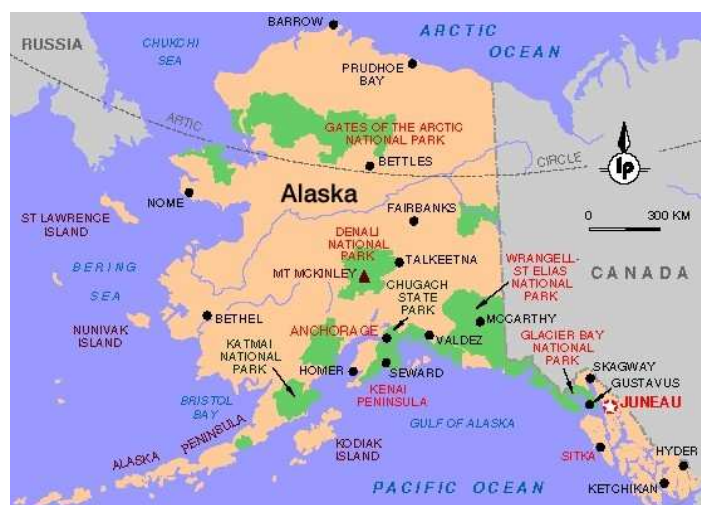 BARROW
ARCTIC
OCEAN
RUSSIA
CHUKCHI
SEA
PRUDHOE
BAY
ARTIC
GATES OF THE ARCTIC
NATIONAL PARK
BETTLES
CIRCLE
lp
NOME
Alaska
ST LAWRENCE
ISLAND
FAIRBANKS
0 300 KM
DENALI
NATIONAL
PARK
TALKEETNA
MT MCKINLEY
WRANGELL-
ST ELIAS
NATIONAL
PARK
CANADA
BERING
SEA
CHUGACH
STATE
PARK
NUNIVAK
ISLAND
BETHEL
ANCHORAGE
MCCARTHY
VALDEZ
GLACIER BAY
NATIONAL
PARK
KATMAI
NATIONAL
PARK
HOMER
SEWARD
SKAGWAY
GUSTAVUS
KENAI
PENINSULA
JUNEAU
BRISTOL
BAY
GULF OF ALASKA
ALASKA PENINSULA
KODIAK
ISLAND
SITKA
HYDER
PACIFIC OCEAN
KETCHIKAN